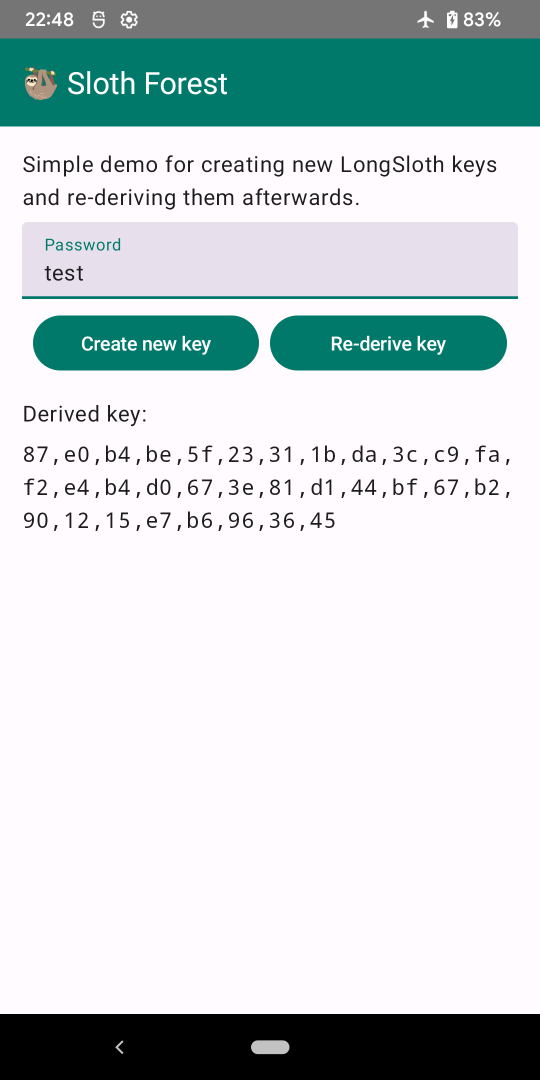 22:48 83%
Sloth Forest
Simple demo for creating new LongSloth keys
and re-deriving them afterwards.
Password
test
Create new key Re-derive key
Derived key:
87,e0,b4,be,5f,23,31,1b,da,3c,c9,fa,
f2,e4,b4,d0,67,3e,81,d1,44,bf,67,b2,
90,12,15,e7,b6,96,36,45